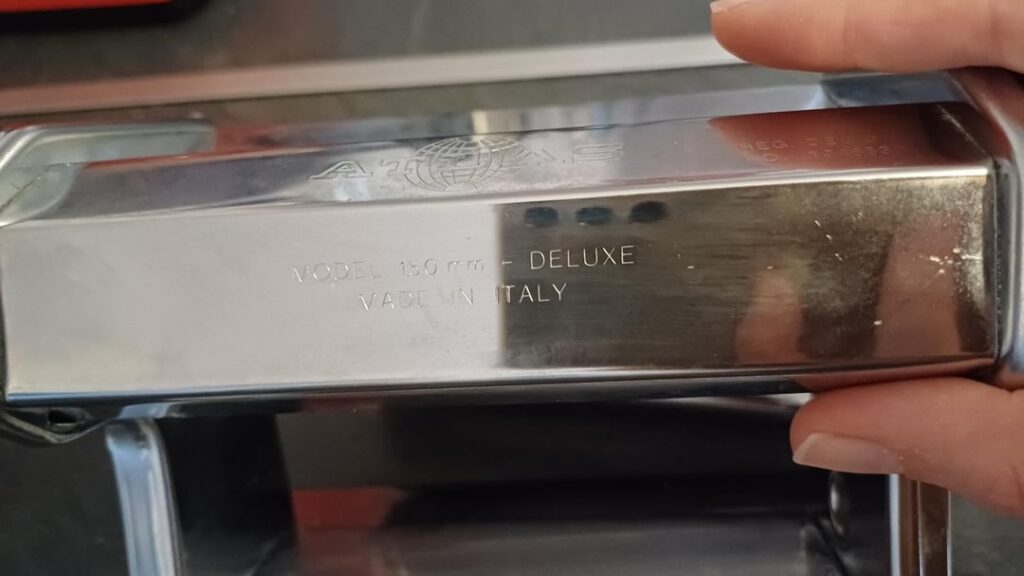 ATLAS
MODEL 150 mm - DELUXE
MADE IN ITALY